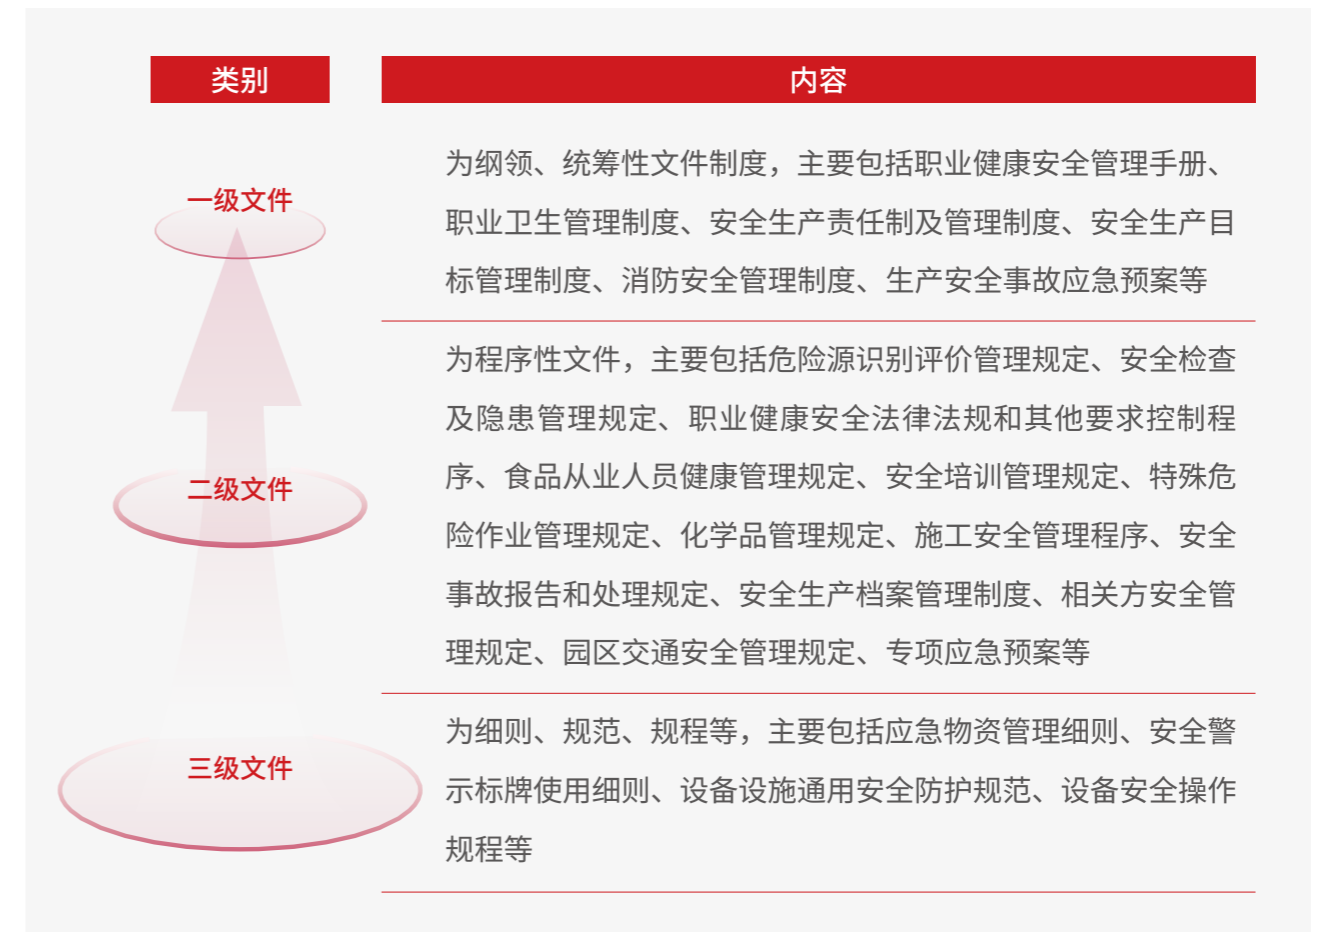 类别
内容
一级文件
为纲领、统筹性文件制度，主要包括职业健康安全管理手册、
职业卫生管理制度、安全生产责任制及管理制度、安全生产目
标管理制度、消防安全管理制度、生产安全事故应急预案等
二级文件
为程序性文件，主要包括危险源识别评价管理规定、安全检查
及隐患管理规定、职业健康安全法律法规和其他要求控制程
序、食品从业人员健康管理规定、安全培训管理规定、特殊危
险作业管理规定、化学品管理规定、施工安全管理程序、安全
事故报告和处理规定、安全生产档案管理制度、相关方安全管
理规定、园区交通安全管理规定、专项应急预案等
三级文件
为细则、规范、规程等，主要包括应急物资管理细则、安全警
示标牌使用细则、设备设施通用安全防护规范、设备安全操作
规程等